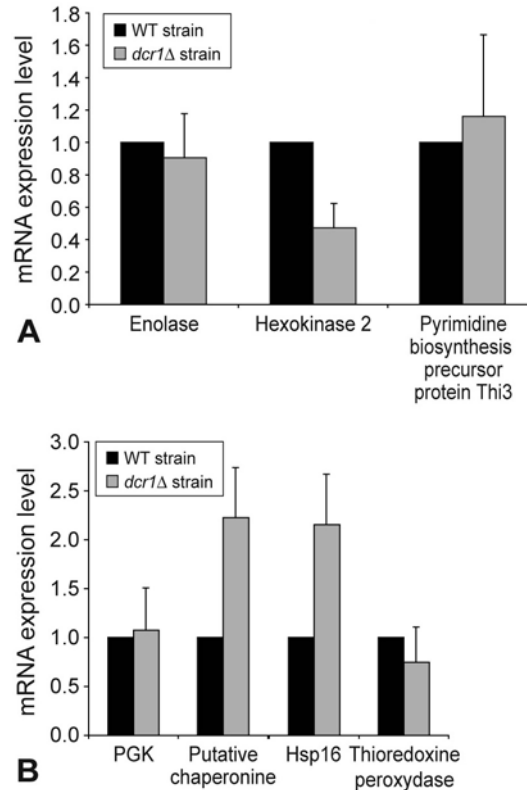 1.8
1.6
1.4
1.2
1.0
0.8
0.6
0.4
0.2
0.0
mRNA expression level
WT strain
dcr1Δ strain
Enolase
Hexokinase 2
Pyrimidine
biosynthesis
precursor
protein Thi3
A
3.0
2.5
2.0
1.5
1.0
0.5
0.0
mRNA expression level
WT strain
dcr1Δ strain
PGK
Putative
chaperonine
Hsp16
Thioredoxine
peroxydase
B